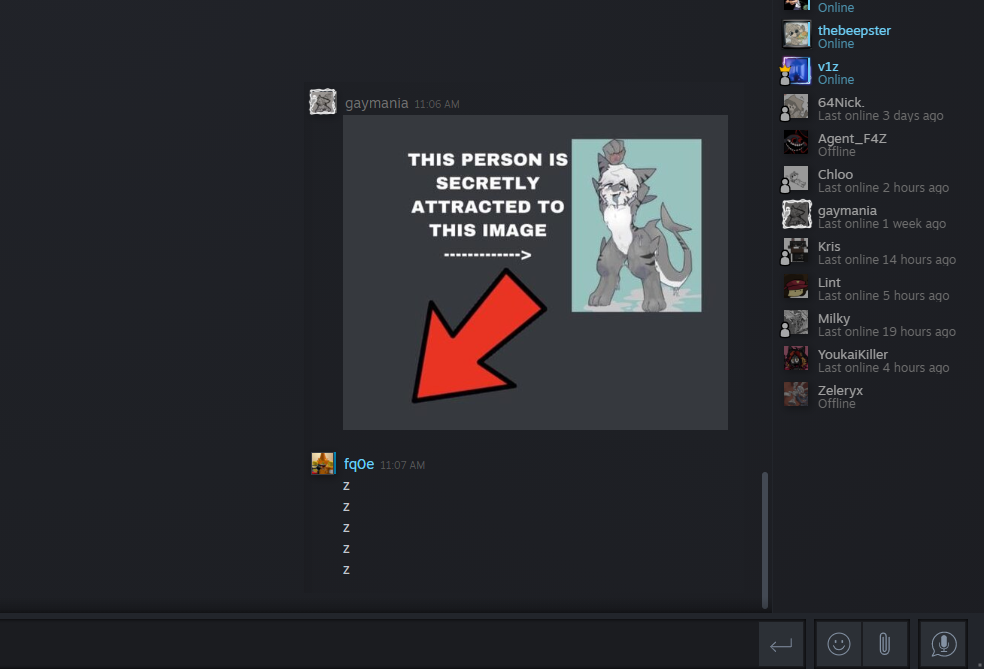 Online
thebeepster
Online
v1z
Online
64Nick.
Last online 3 days ago
Agent_F4Z
Offline
Chloo
Last online 2 hours ago
gaymania
Last online 1 week ago
Kris
Last online 14 hours ago
Lint
Last online 5 hours ago
Milky
Last online 19 hours ago
YoukaiKiller
Last online 4 hours ago
Zeleryx
Offline
gaymania 11:06 AM
THIS PERSON IS
SECRETLY
ATTRACTED TO
THIS IMAGE
------------->
fq0e 11:07 AM
z
z
z
z
z